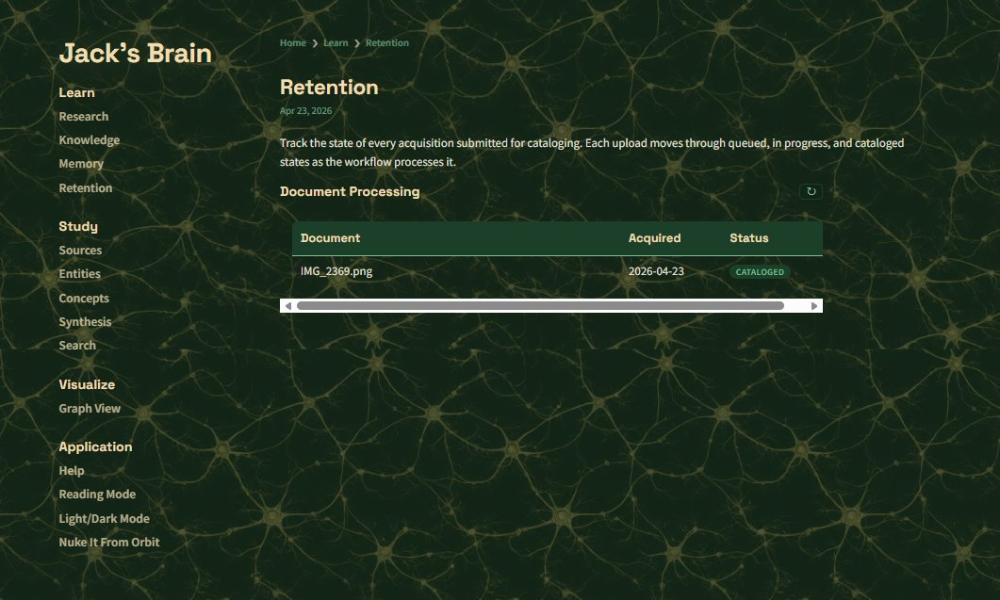 Jack's Brain
Learn
Research
Knowledge
Memory
Retention
Study
Sources
Entities
Concepts
Synthesis
Search
Visualize
Graph View
Application
Help
Reading Mode
Light/Dark Mode
Nuke It From Orbit
Home ❯ Learn ❯ Retention
Retention
Apr 23, 2026
Track the state of every acquisition submitted for cataloging. Each upload moves through queued, in progress, and cataloged
states as the workflow processes it.
Document Processing ↻
Document Acquired Status
IMG_2369.png 2026-04-23 CATALOGED